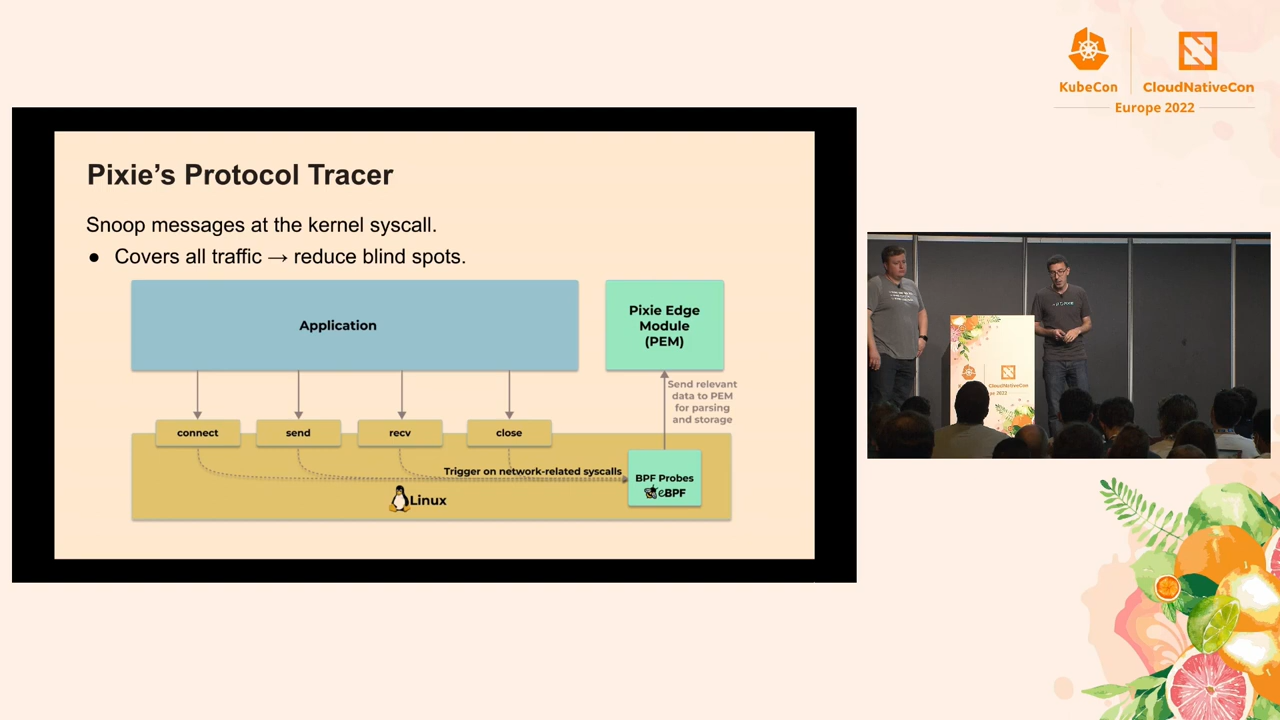 KubeCon
CloudNativeCon
Europe 2022
Pixie's Protocol Tracer
Snoop messages at the kernel syscall.
● Covers all traffic → reduce blind spots.
Application
Pixie Edge
Module
(PEM)
Send relevant
data to PEM
for parsing
and storage
connect
send
recv
close
Trigger on network-related syscalls
BPF Probes
eBPF
Linux
CloudNativeCon